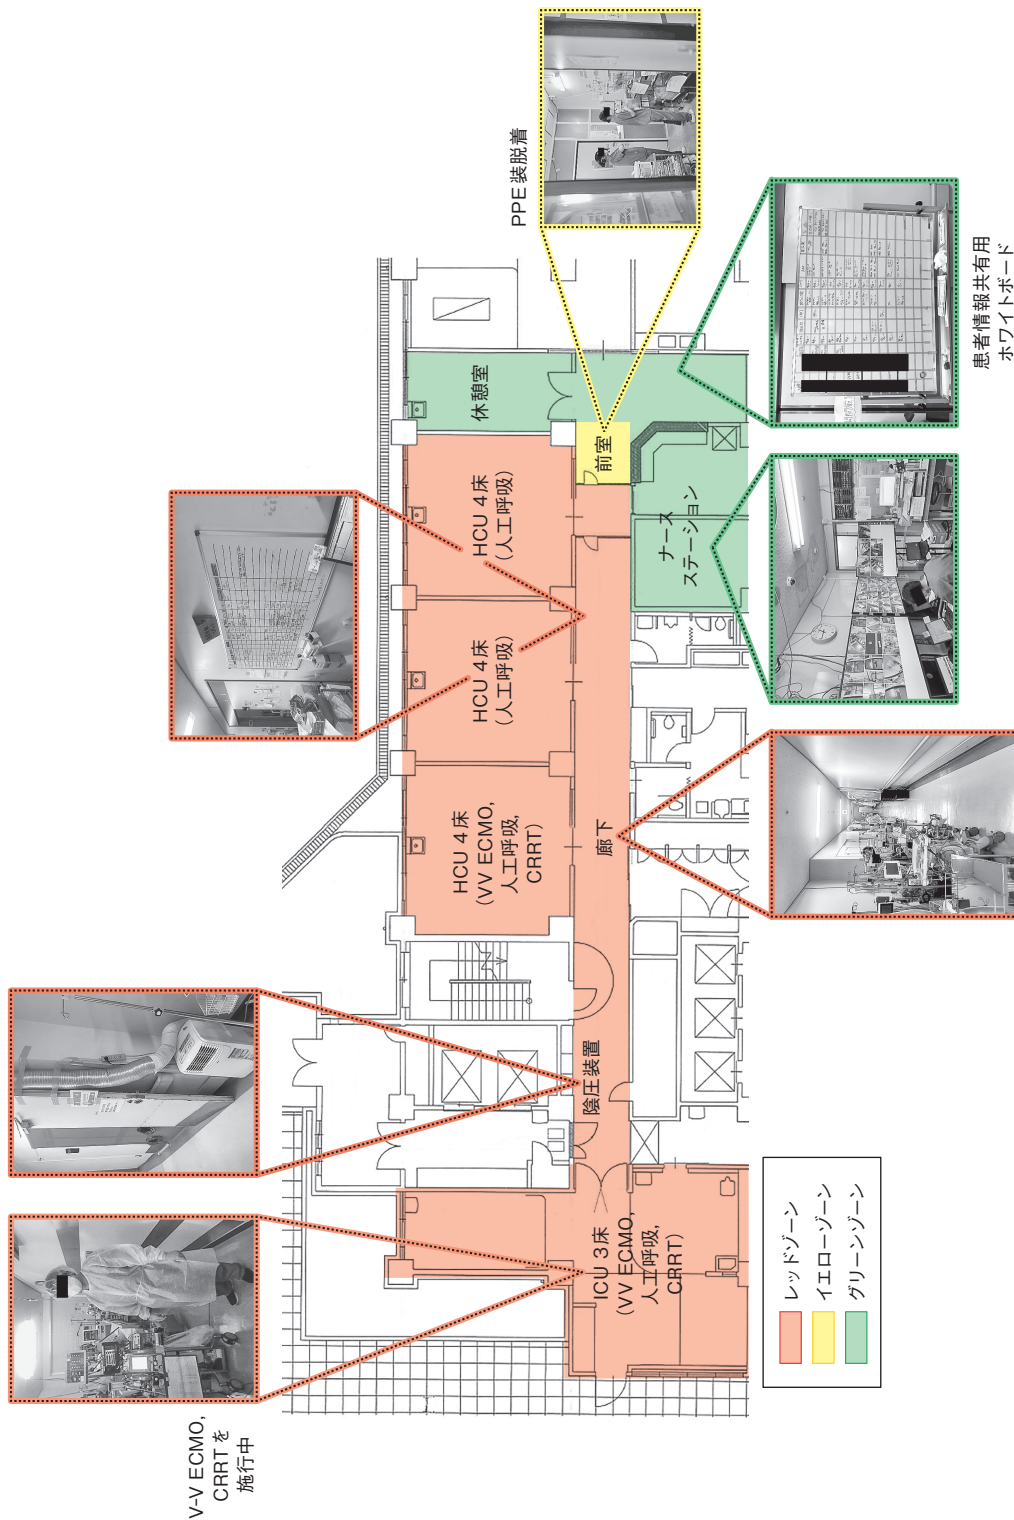 V-V ECMO,
CRRTを
施行中
PPE 装脱着
患者情報共有用
ホワイトボード
ICU 3床
(VV ECMO,
人工呼吸,
CRRT)
陰圧装置
HCU 4床
(VV ECMO,
人工呼吸,
CRRT)
HCU 4床
(人工呼吸)
HCU 4床
(人工呼吸)
休憩室
廊下
前室
ナース
ステーション
レッドゾーン
イエローゾーン
グリーンゾーン